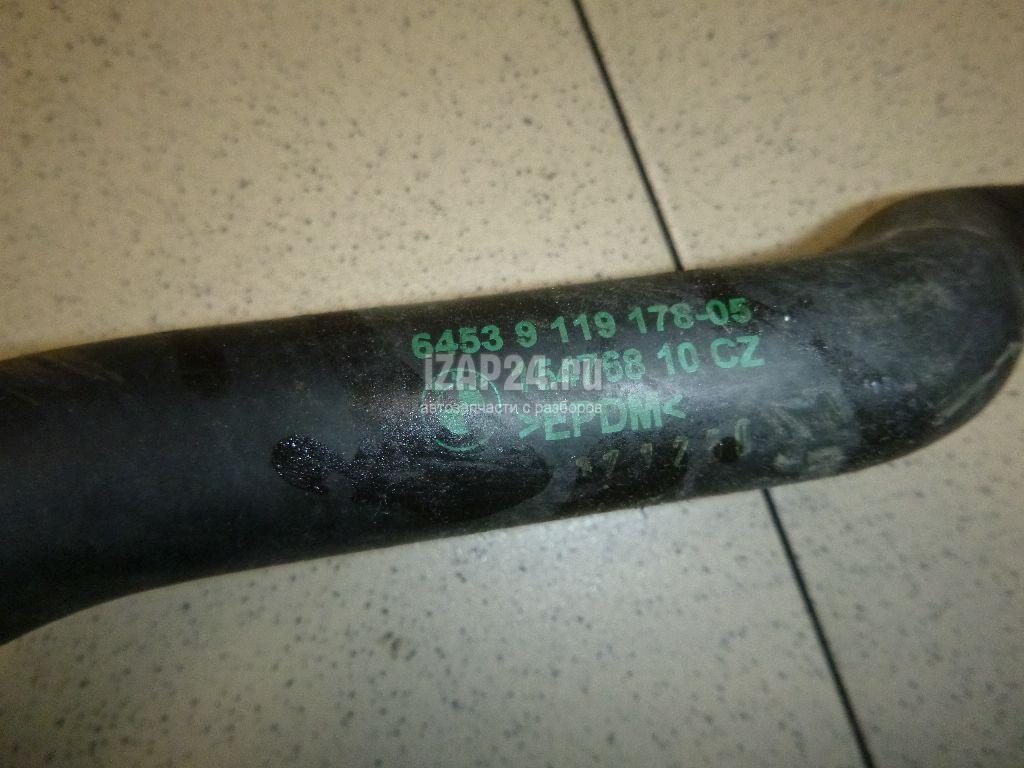 6453 9 119 178-05
10 CZ
iZAP24.ru
автозапчасти с разборов
>EPDM<